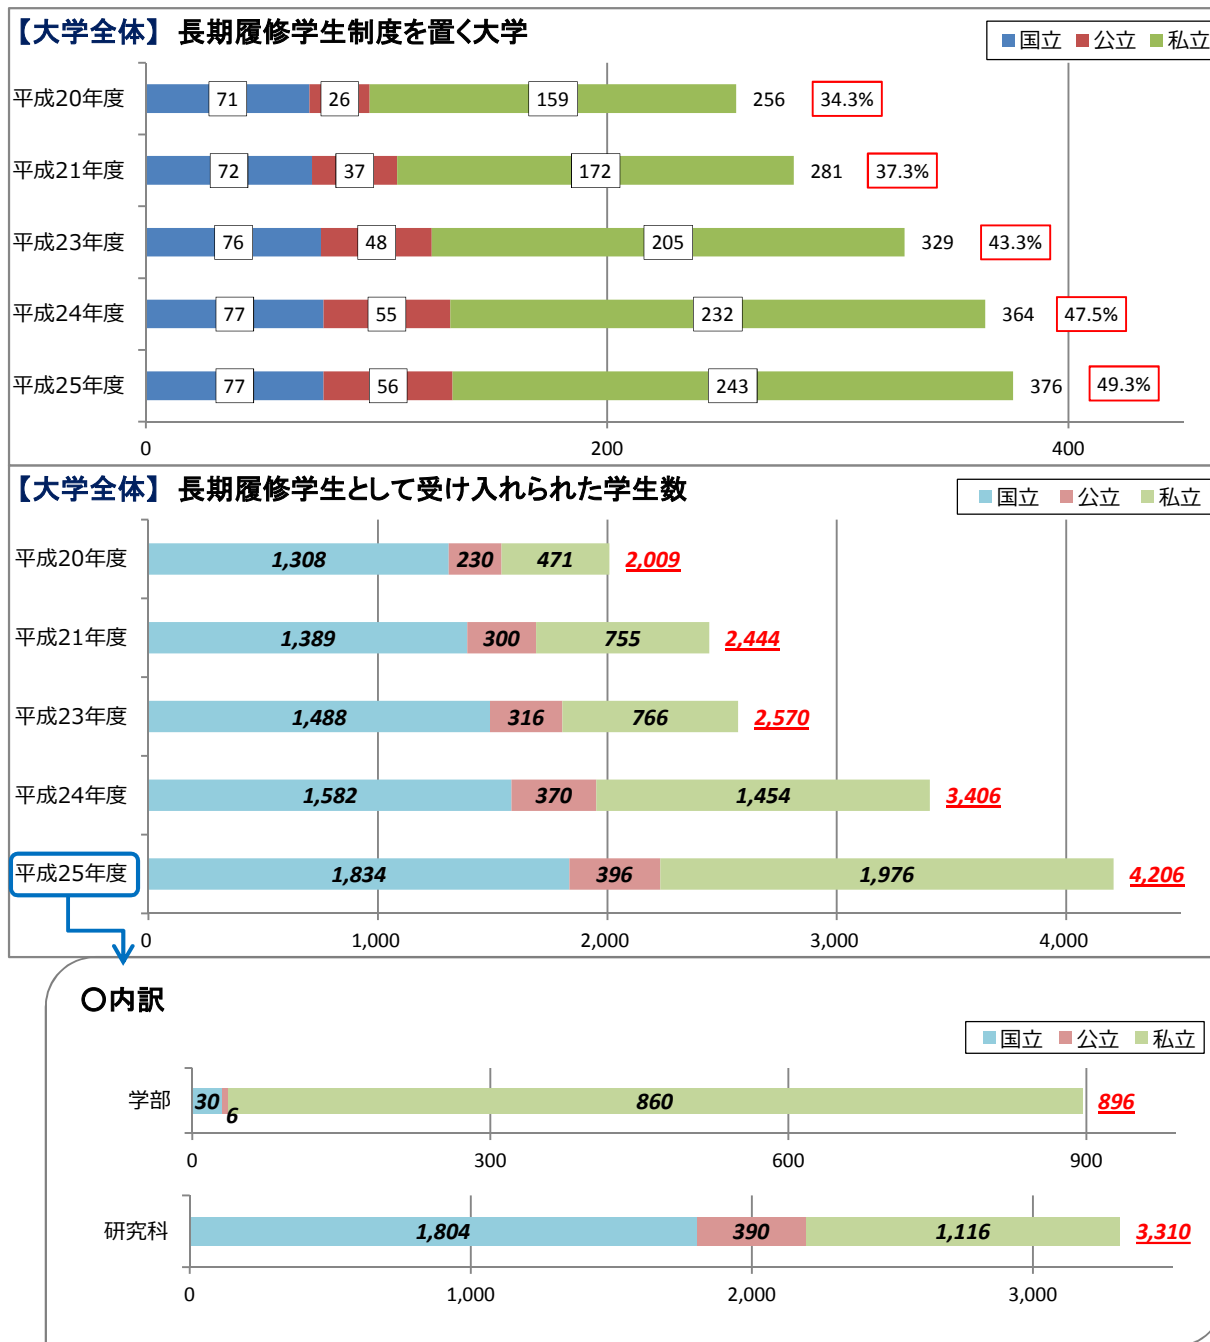 【大学全体】 長期履修学生制度を置く大学
国立 公立 私立
平成20年度 71 26 159 256 34.3%
平成21年度 72 37 172 281 37.3%
平成23年度 76 48 205 329 43.3%
平成24年度 77 55 232 364 47.5%
平成25年度 77 56 243 376 49.3%
0 200 400
【大学全体】 長期履修学生として受け入れられた学生数
国立 公立 私立
平成20年度 1,308 230 471 2,009
平成21年度 1,389 300 755 2,444
平成23年度 1,488 316 766 2,570
平成24年度 1,582 370 1,454 3,406
平成25年度 1,834 396 1,976 4,206
0 1,000 2,000 3,000 4,000
〇内訳
国立 公立 私立
学部 30 6 860 896
0 300 600 900
研究科 1,804 390 1,116 3,310
0 1,000 2,000 3,000